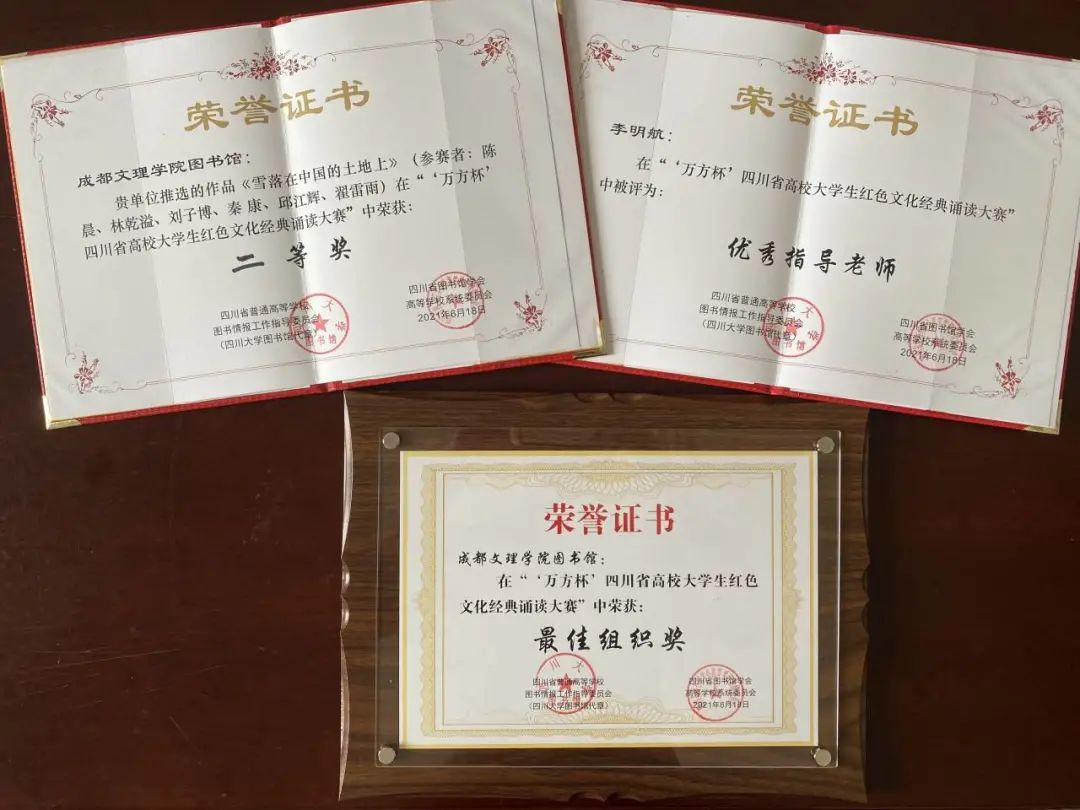 荣誉证书
成都文理学院图书馆：
贵单位推选的作品《雪落在中国的土地上》（参赛者：陈
晨、林乾溢、刘子博、秦 康、邱江辉、翟雷雨）在“‘万方杯’
四川省高校大学生红色文化经典诵读大赛”中荣获：
二 等 奖
四川省普通高等学校
图书情报工作指导委员会
（四川大学图书馆代章）
四川省图书馆学会
高等学校系统委员会
2021年6月18日
荣誉证书
李明航：
在“‘万方杯’四川省高校大学生红色文化经典诵读大赛”
中被评为：
优秀指导老师
四川省普通高等学校
图书情报工作指导委员会
（四川大学图书馆代章）
四川省图书馆学会
高等学校系统委员会
2021年6月18日
荣誉证书
成都文理学院图书馆：
在“‘万方杯’四川省高校大学生红色
文化经典诵读大赛”中荣获：
最佳组织奖
四川省普通高等学校
图书情报工作指导委员会
（四川大学图书馆代章）
四川省图书馆学会
高等学校系统委员会
2021年6月18日